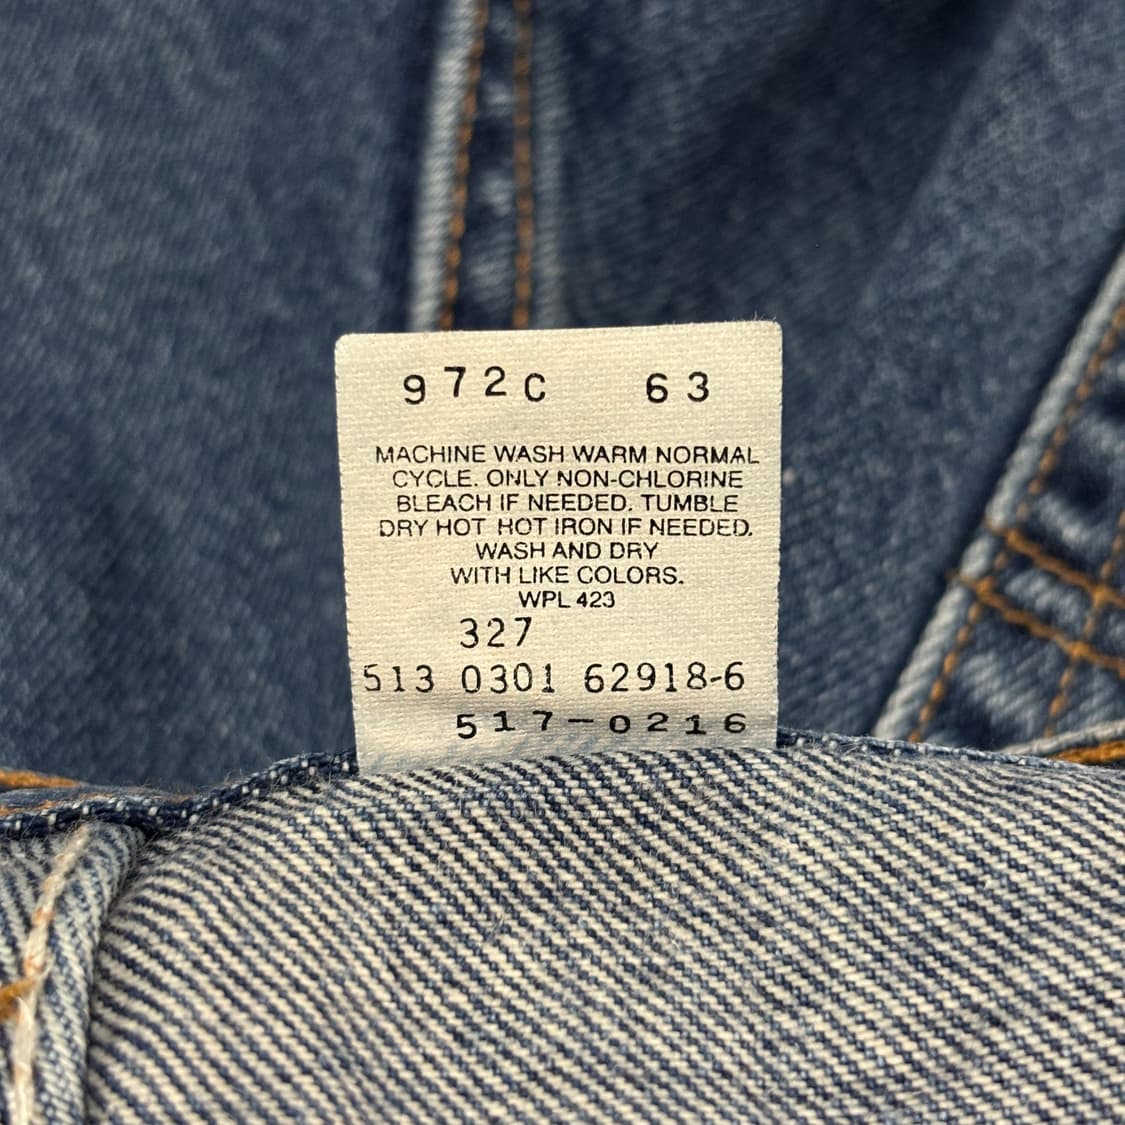 972C 63
MACHINE WASH WARM NORMAL
CYCLE. ONLY NON-CHLORINE
BLEACH IF NEEDED. TUMBLE
DRY HOT HOT IRON IF NEEDED.
WASH AND DRY
WITH LIKE COLORS.
WPL 423
327
513 0301 62918-6
517-0216